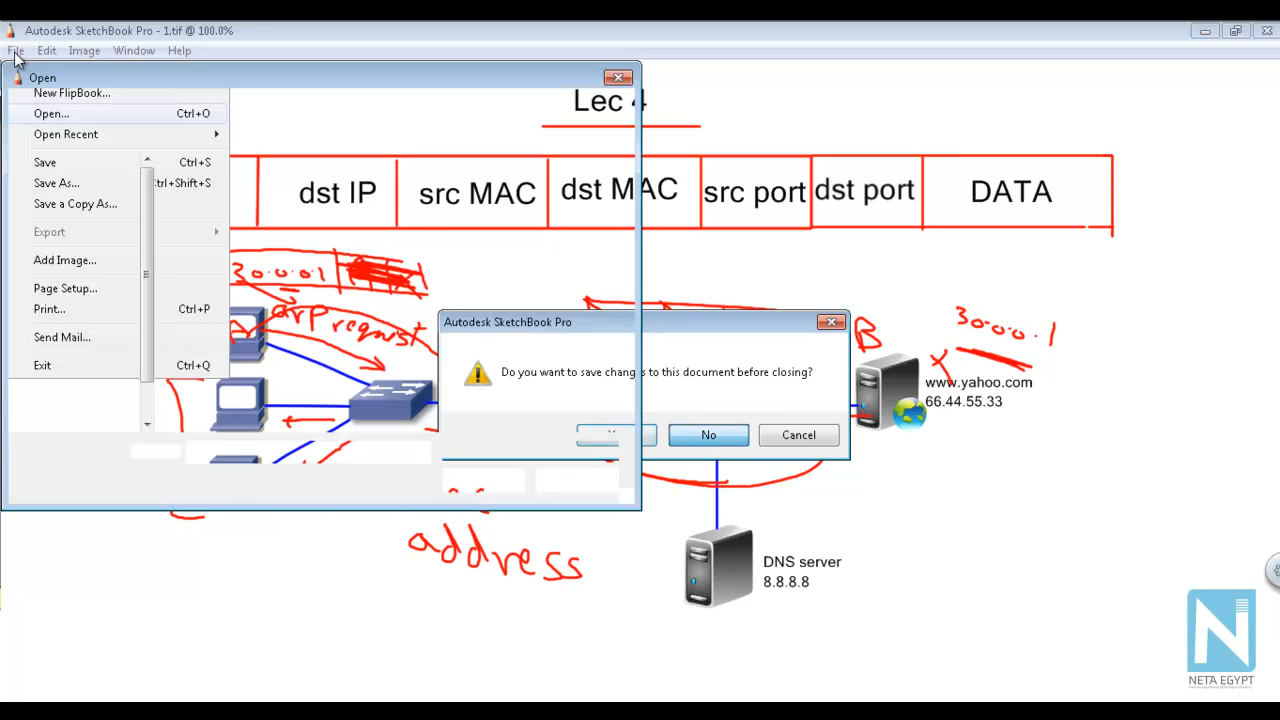 Autodesk SketchBook Pro - 1.tif @ 100.0%
File Edit Image Window Help
Open
New FlipBook...
Open... Ctrl+O
Open Recent
Save Ctrl+S
Save As... Ctrl+Shift+S
Save a Copy As...
Export
Add Image...
Page Setup...
Print... Ctrl+P
Send Mail...
Exit Ctrl+Q
Lec 4
dst IP src MAC dst MAC src port dst port DATA
30.0.0.1
arp request
Autodesk SketchBook Pro
Do you want to save changes to this document before closing?
No Cancel
B
30.0.0.1
www.yahoo.com
66.44.55.33
address
DNS server
8.8.8.8
NETA EGYPT